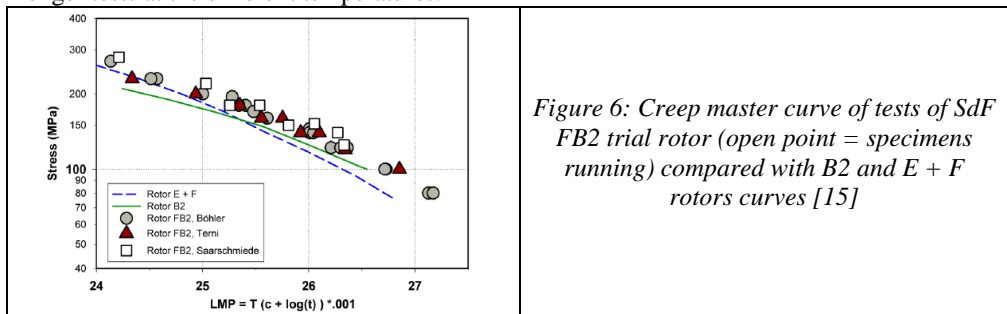 400
300
200
150
100
90
80
70
60
50
40
Stress (MPa)
Rotor E + F
Rotor B2
Rotor FB2, Böhler
Rotor FB2, Terni
Rotor FB2, Saarschmiede
24 25 26 27
LMP = T (c + log(t) ) *.001
Figure 6: Creep master curve of tests of SdF
FB2 trial rotor (open point = specimens
running) compared with B2 and E + F
rotors curves [15]